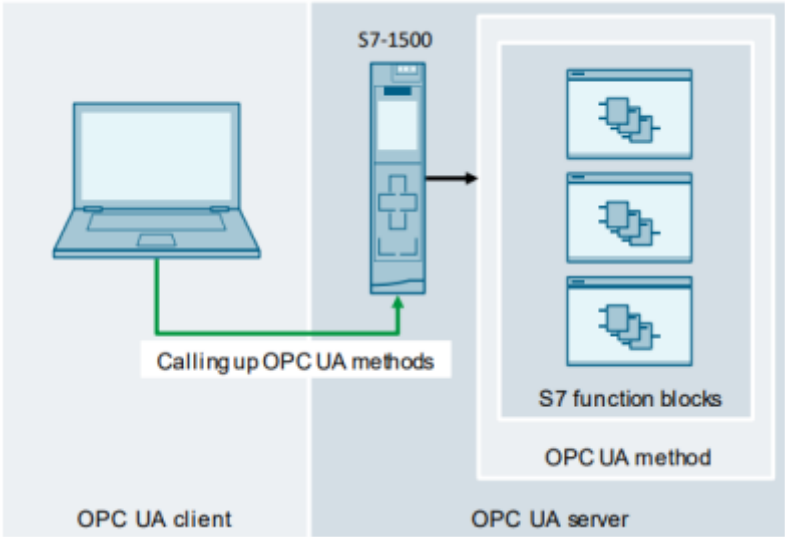 S7-1500
Calling up OPC UA methods
S7 function blocks
OPC UA method
OPC UA client
OPC UA server